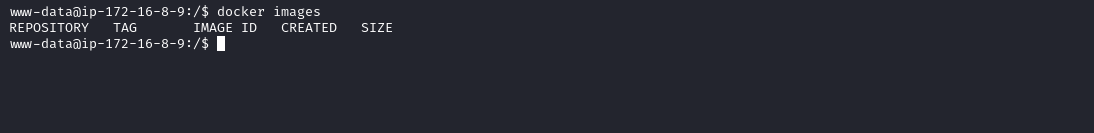 www-data@ip-172-16-8-9:/$ docker images
REPOSITORY   TAG       IMAGE ID   CREATED   SIZE
www-data@ip-172-16-8-9:/$